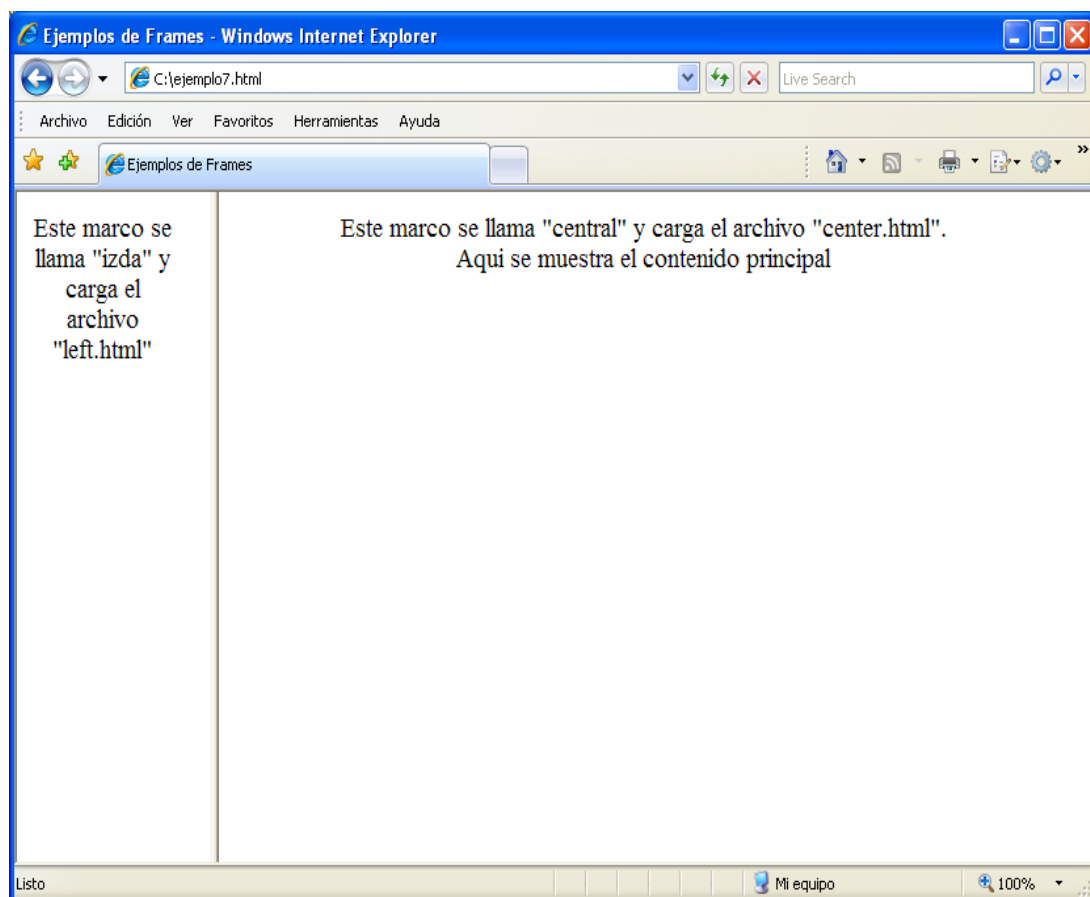 Ejemplos de Frames - Windows Internet Explorer
C:\ejemplo7.html
Live Search
Archivo Edición Ver Favoritos Herramientas Ayuda
Ejemplos de Frames
Este marco se
llama "izda" y
carga el
archivo
"left.html"
Este marco se llama "central" y carga el archivo "center.html".
Aqui se muestra el contenido principal
Listo
Mi equipo
100%